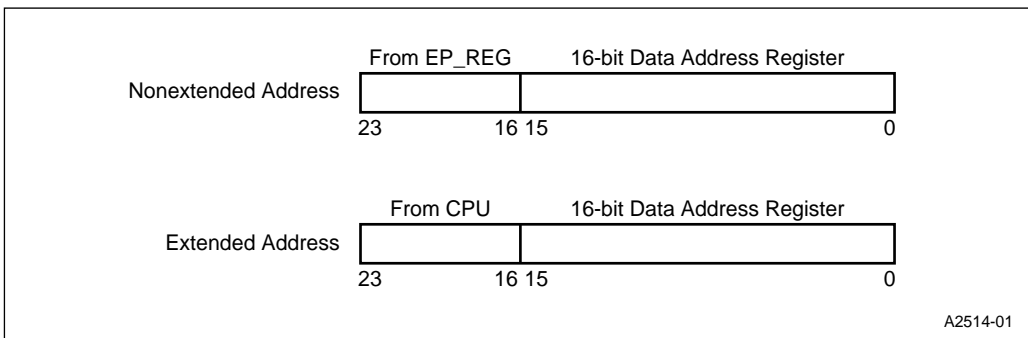 From EP_REG 16-bit Data Address Register
Nonextended Address
23 16 15 0
From CPU 16-bit Data Address Register
Extended Address
23 16 15 0
A2514-01